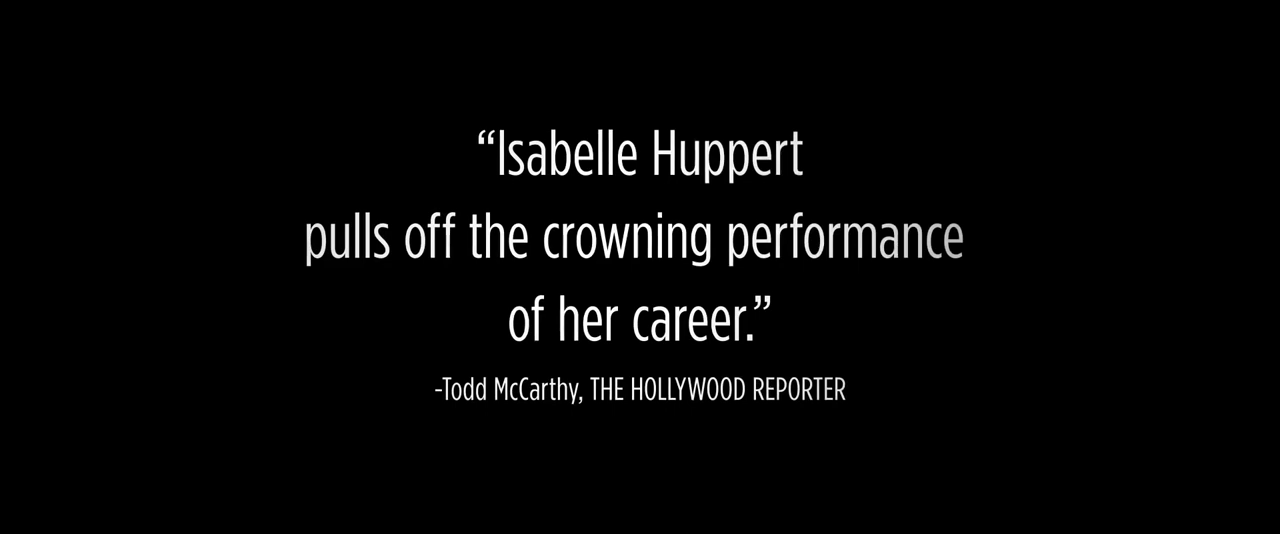 “Isabelle Huppert
pulls off the crowning performance
of her career.”
-Todd McCarthy, THE HOLLYWOOD REPORTER